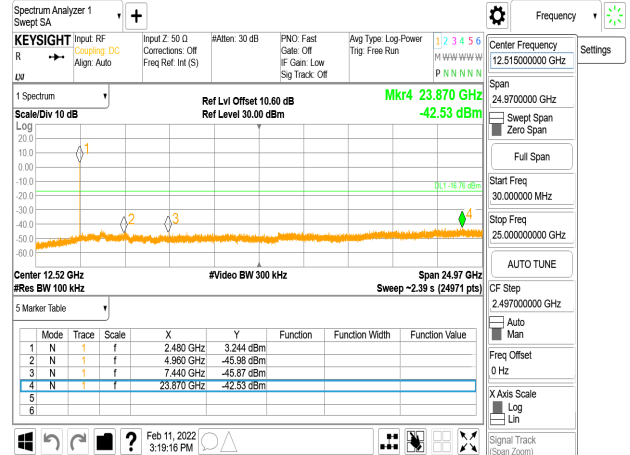 Spectrum Analyzer 1
Swept SA
Frequency
KEYSIGHT
R
Input: RF
Coupling: DC
Align: Auto
Input Z: 50 Ω
Corrections: Off
Freq Ref: Int (S)
#Atten: 30 dB
PNO: Fast
Gate: Off
IF Gain: Low
Sig Track: Off
Avg Type: Log-Power
Trig: Free Run
1 2 3 4 5 6
M W W W W W
P N N N N N
Settings
Center Frequency
12.515000000 GHz
Span
24.9700000 GHz
Swept Span
Zero Span
Full Span
Start Freq
30.000000 MHz
Stop Freq
25.000000000 GHz
AUTO TUNE
CF Step
2.497000000 GHz
Auto
Man
Freq Offset
0 Hz
X Axis Scale
Log
Lin
Signal Track
(Span Zoom)
1 Spectrum
Scale/Div 10 dB
Ref Lvl Offset 10.60 dB
Ref Level 30.00 dBm
Mkr4 23.870 GHz
-42.53 dBm
Log
20.0
10.0
0.00
-10.0
-20.0
-30.0
-40.0
-50.0
-60.0
1
2
3
4
DL1 -16.76 dBm
Center 12.52 GHz
#Res BW 100 kHz
#Video BW 300 kHz
Span 24.97 GHz
Sweep ~2.39 s (24971 pts)
5 Marker Table
Mode Trace Scale X Y Function Function Width Function Value
1 N 1 f 2.480 GHz 3.244 dBm
2 N 1 f 4.960 GHz -45.98 dBm
3 N 1 f 7.440 GHz -45.87 dBm
4 N 1 f 23.870 GHz -42.53 dBm
5
6
?
Feb 11, 2022
3:19:16 PM